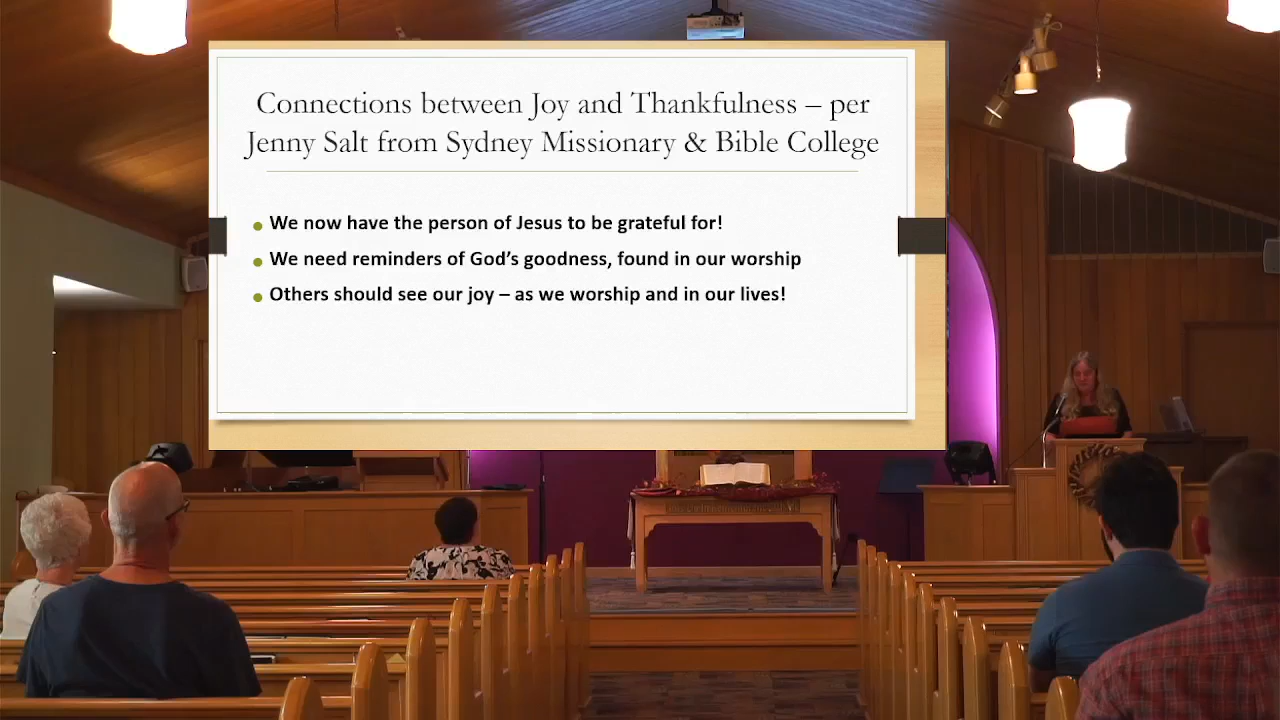 Connections between Joy and Thankfulness – per
Jenny Salt from Sydney Missionary & Bible College
• We now have the person of Jesus to be grateful for!
• We need reminders of God’s goodness, found in our worship
• Others should see our joy – as we worship and in our lives!